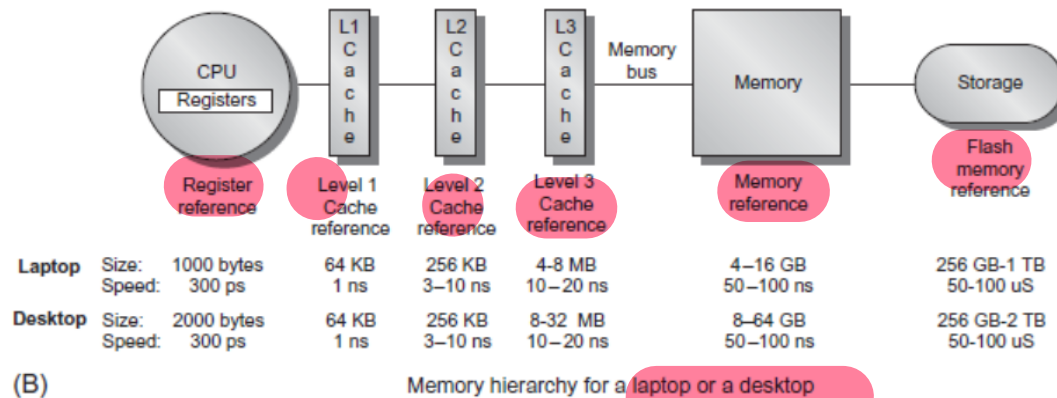 CPU
Registers
L1
C
a
c
h
e
L2
C
a
c
h
e
L3
C
a
c
h
e
Memory
bus
Memory
Storage
Register
reference
Level 1
Cache
reference
Level 2
Cache
reference
Level 3
Cache
reference
Memory
reference
Flash
memory
reference
Laptop Size: 1000 bytes 64 KB 256 KB 4-8 MB 4–16 GB 256 GB-1 TB
Speed: 300 ps 1 ns 3–10 ns 10–20 ns 50–100 ns 50-100 uS
Desktop Size: 2000 bytes 64 KB 256 KB 8-32 MB 8–64 GB 256 GB-2 TB
Speed: 300 ps 1 ns 3–10 ns 10–20 ns 50–100 ns 50-100 uS
(B) Memory hierarchy for a laptop or a desktop